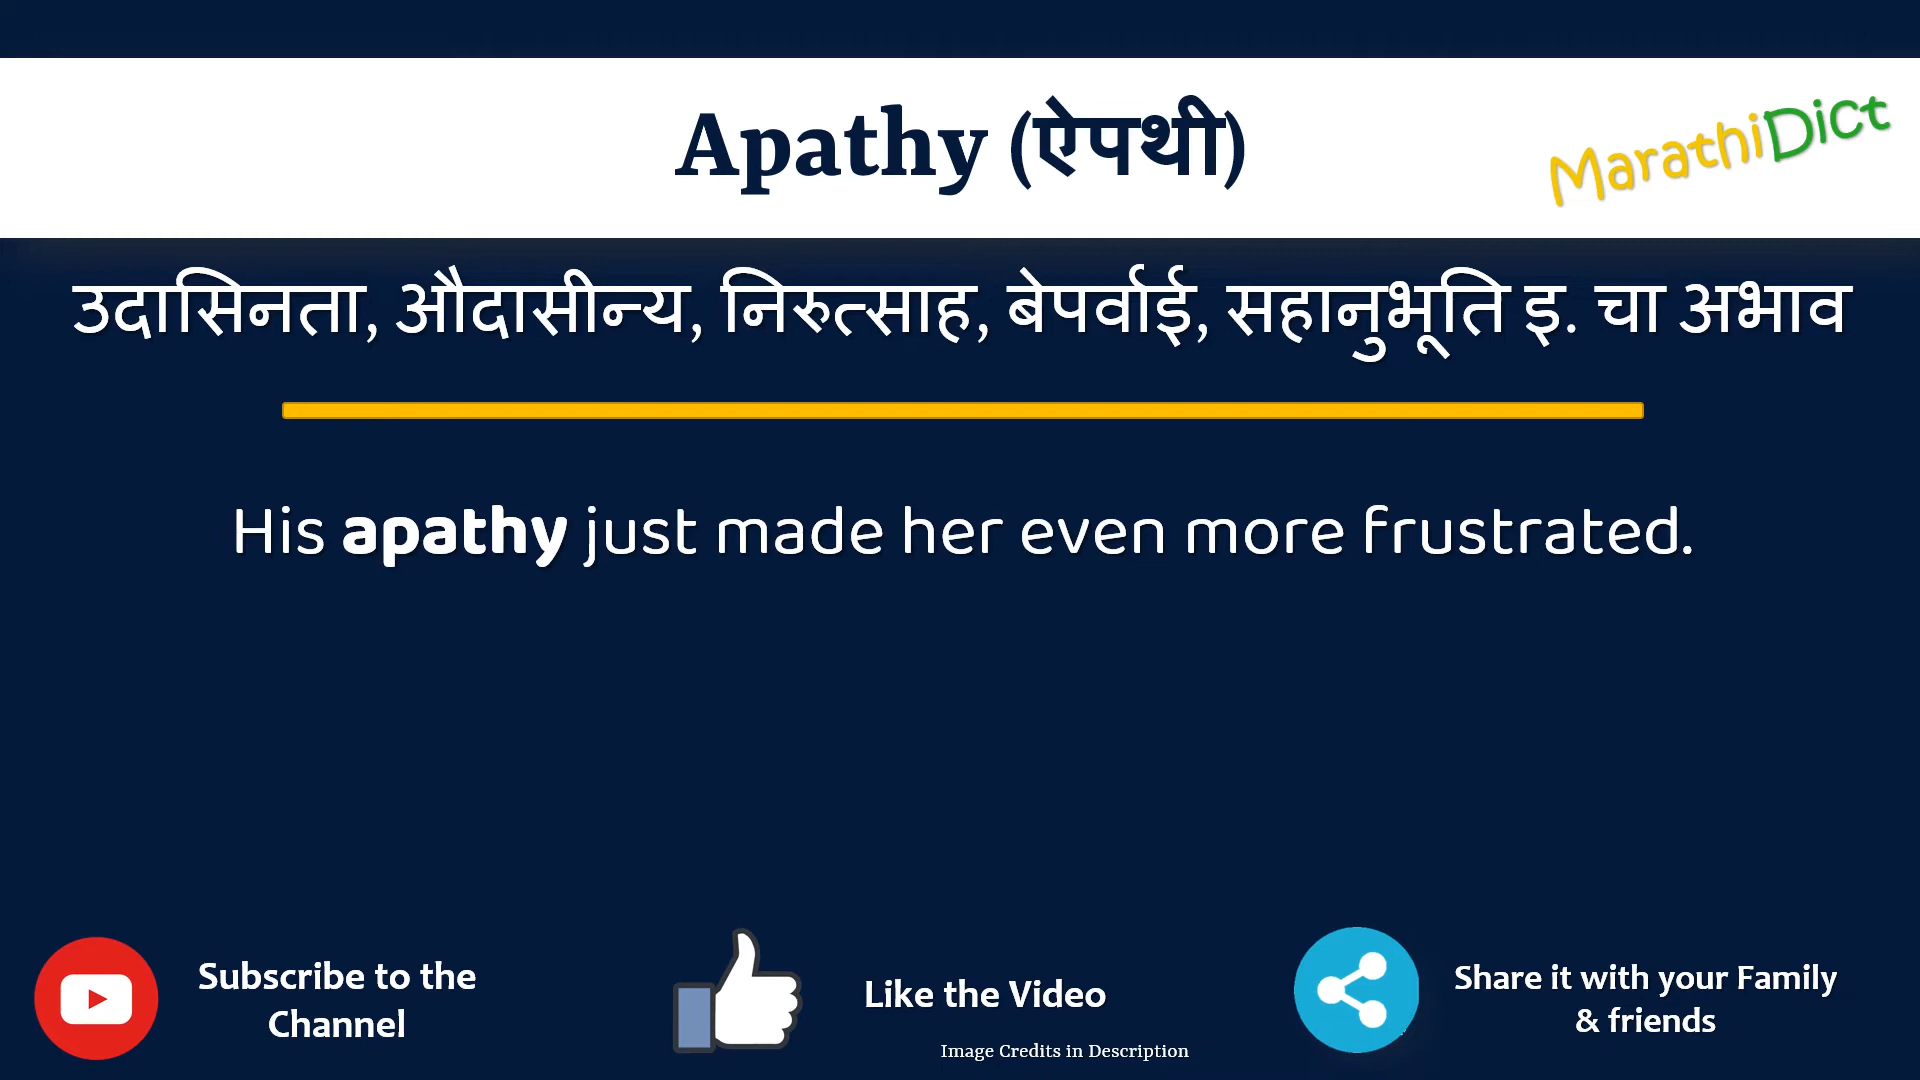 Apathy (ऐपथी)
MarathiDict
उदासिनता, औदासीन्य, निरुत्साह, बेपर्वाई, सहानुभूति इ. चा अभाव
His apathy just made her even more frustrated.
Subscribe to the
Channel
Like the Video
Share it with your Family
& friends
Image Credits in Description